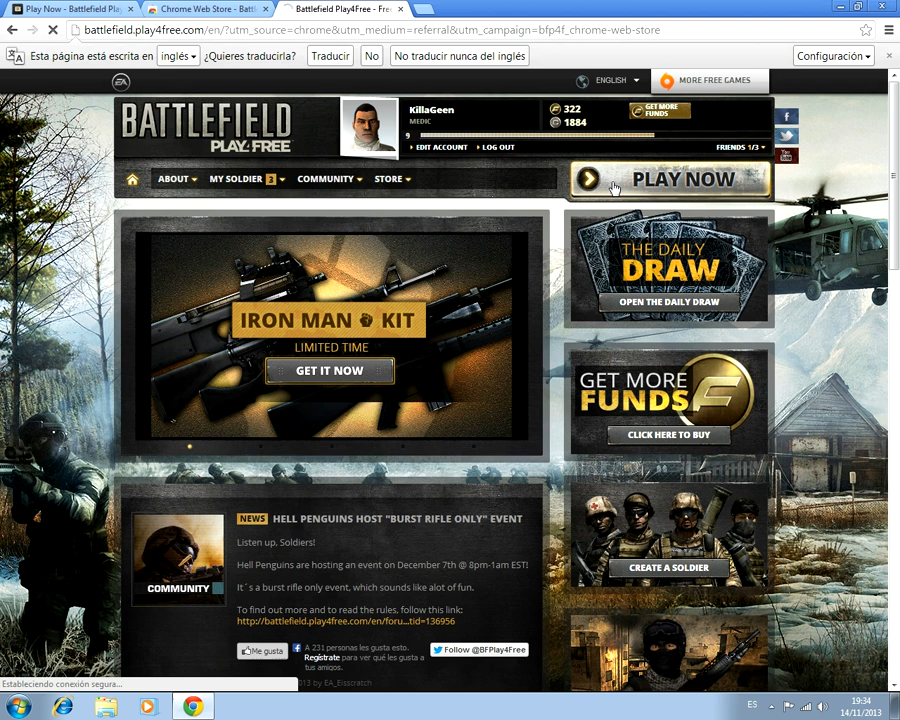 Play Now - Battlefield Pla
Chrome Web Store - Battlef
Battlefield Play4Free - Fre
battlefield.play4free.com/en/?utm_source=chrome&utm_medium=referral&utm_campaign=bfp4f_chrome-web-store
Esta página está escrita en inglés ¿Quieres traducirla? Traducir No No traducir nunca del inglés Configuración
EA ENGLISH MORE FREE GAMES
BATTLEFIELD
PLAY4FREE
KillaGeen
MEDIC
322
1884
GET MORE
FUNDS
9
EDIT ACCOUNT LOG OUT FRIENDS 1/3
f
You
ABOUT MY SOLDIER 3 COMMUNITY STORE
PLAY NOW
IRON MAN KIT
LIMITED TIME
GET IT NOW
THE DAILY
DRAW
OPEN THE DAILY DRAW
GET MORE
FUNDS
CLICK HERE TO BUY
CREATE A SOLDIER
COMMUNITY
NEWS HELL PENGUINS HOST "BURST RIFLE ONLY" EVENT
Listen up, Soldiers!
Hell Penguins are hosting an event on December 7th @ 8pm-1am EST!
It´s a burst rifle only event, which sounds like alot of fun.
To find out more and to read the rules, follow this link:
http://battlefield.play4free.com/en/foru...tid=136956
Me gusta
A 231 personas les gusta esto.
Regístrate para ver qué les gusta a
tus amigos.
Follow @BFPlay4Free
2013 by EA_Eisscratch
Estableciendo conexión segura...
ES
19:34
14/11/2013